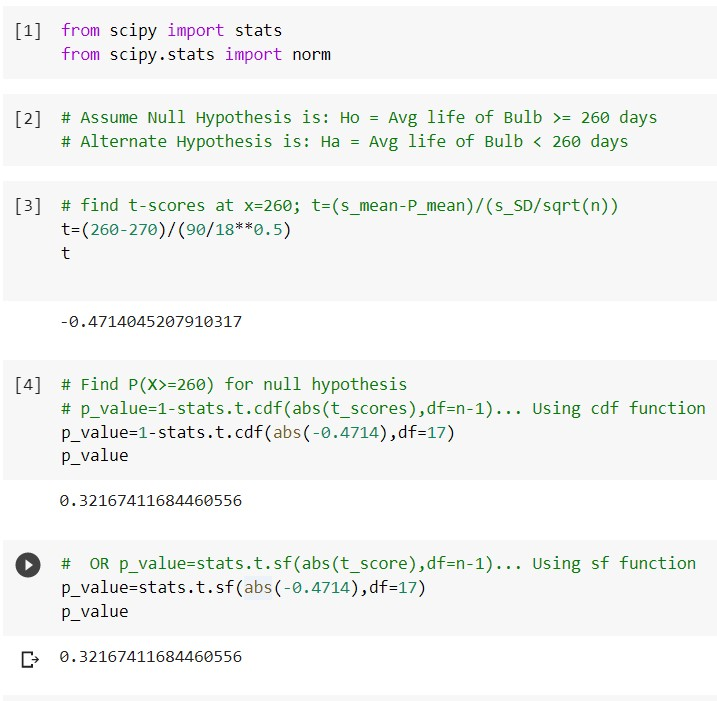 [1] from scipy import stats
from scipy.stats import norm
[2] # Assume Null Hypothesis is: Ho = Avg life of Bulb >= 260 days
# Alternate Hypothesis is: Ha = Avg life of Bulb < 260 days
[3] # find t-scores at x=260; t=(s_mean-P_mean)/(s_SD/sqrt(n))
t=(260-270)/(90/18**0.5)
t
-0.4714045207910317
[4] # Find P(X>=260) for null hypothesis
# p_value=1-stats.t.cdf(abs(t_scores),df=n-1)... Using cdf function
p_value=1-stats.t.cdf(abs(-0.4714),df=17)
p_value
0.32167411684460556
#  OR p_value=stats.t.sf(abs(t_score),df=n-1)... Using sf function
p_value=stats.t.sf(abs(-0.4714),df=17)
p_value
0.32167411684460556